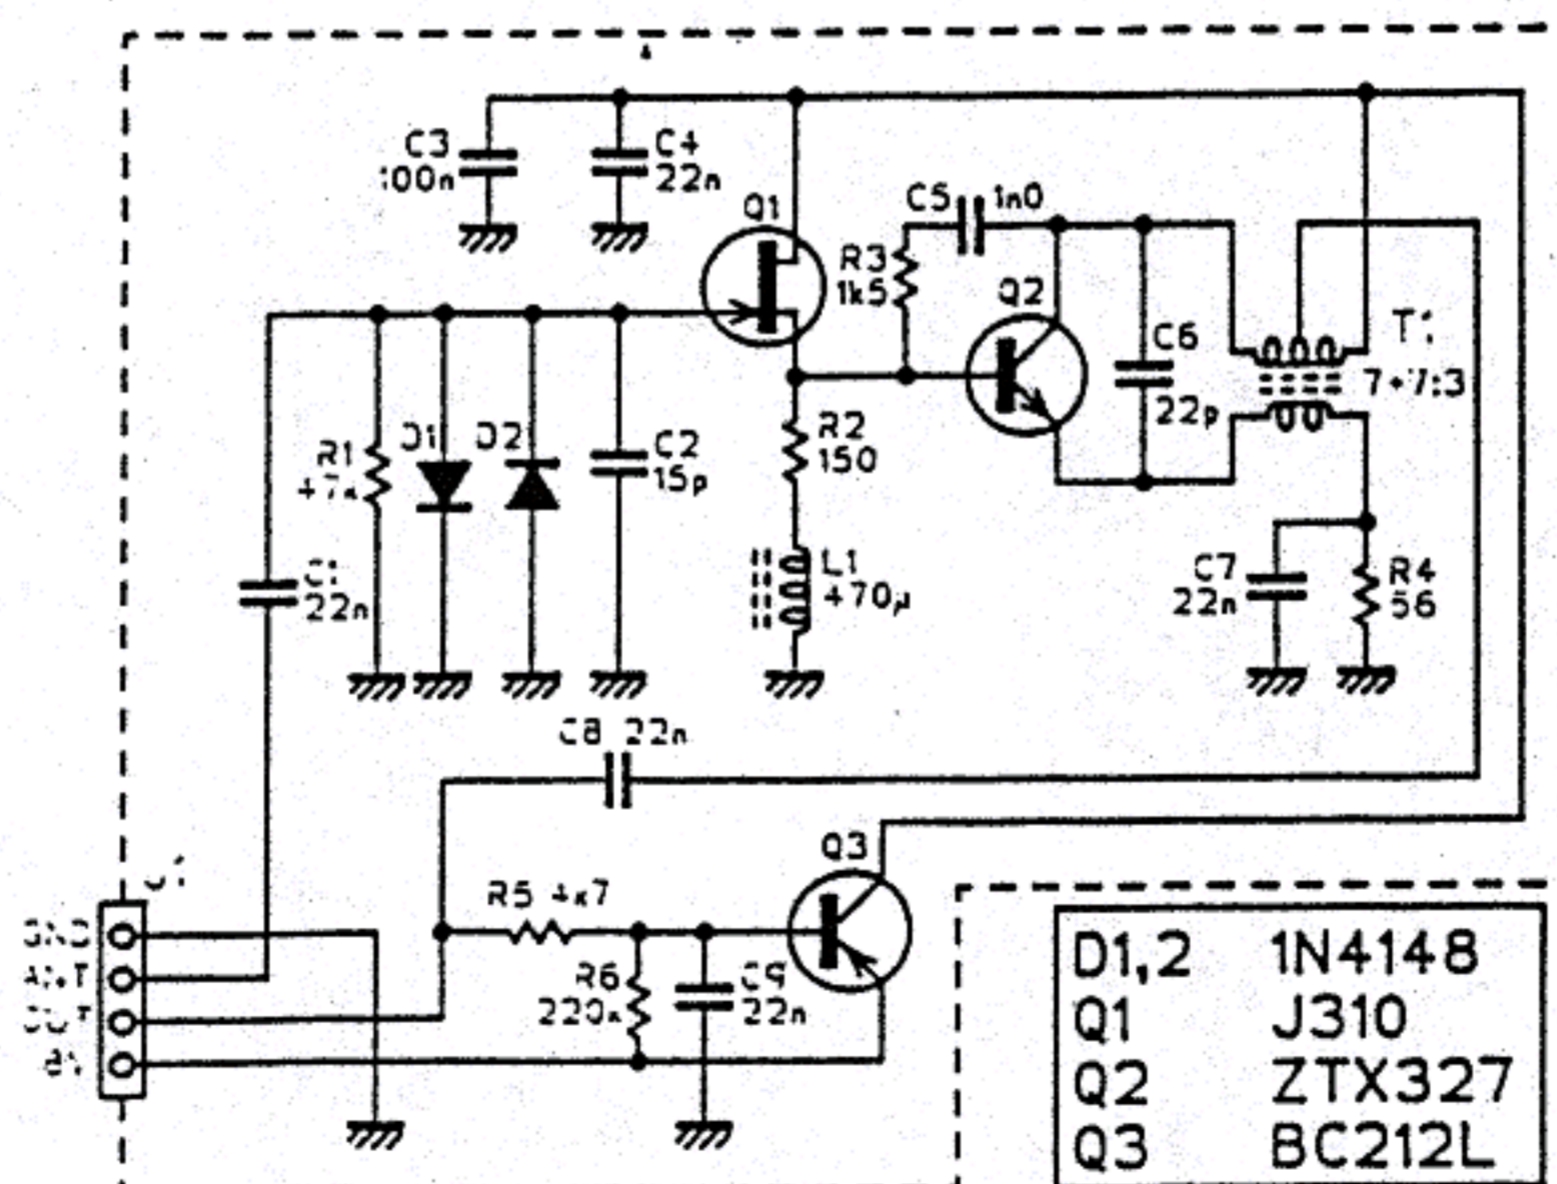 C3
100n
C4
22n
Q1
C5 1n0
R3
1k5
Q2
C6
22p
T1
7+7:3
R1
47k
D1
D2
C2
15p
R2
150
C1
22n
L1
470µ
C7
22n
R4
56
C8 22n
Q3
R5 4k7
R6
220k
C9
22n
GND
ANT
OUT
D1,2 1N4148
Q1 J310
Q2 ZTX327
Q3 BC212L